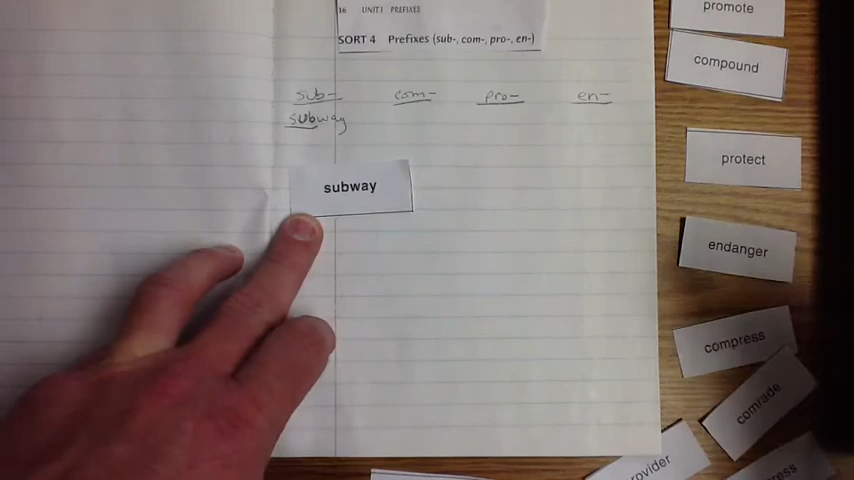 16 UNIT I PREFIXES
SORT 4 Prefixes (sub-, com-, pro-, en-)
sub- com- pro- en-
subway
subway
promote
compound
protect
endanger
compress
comrade